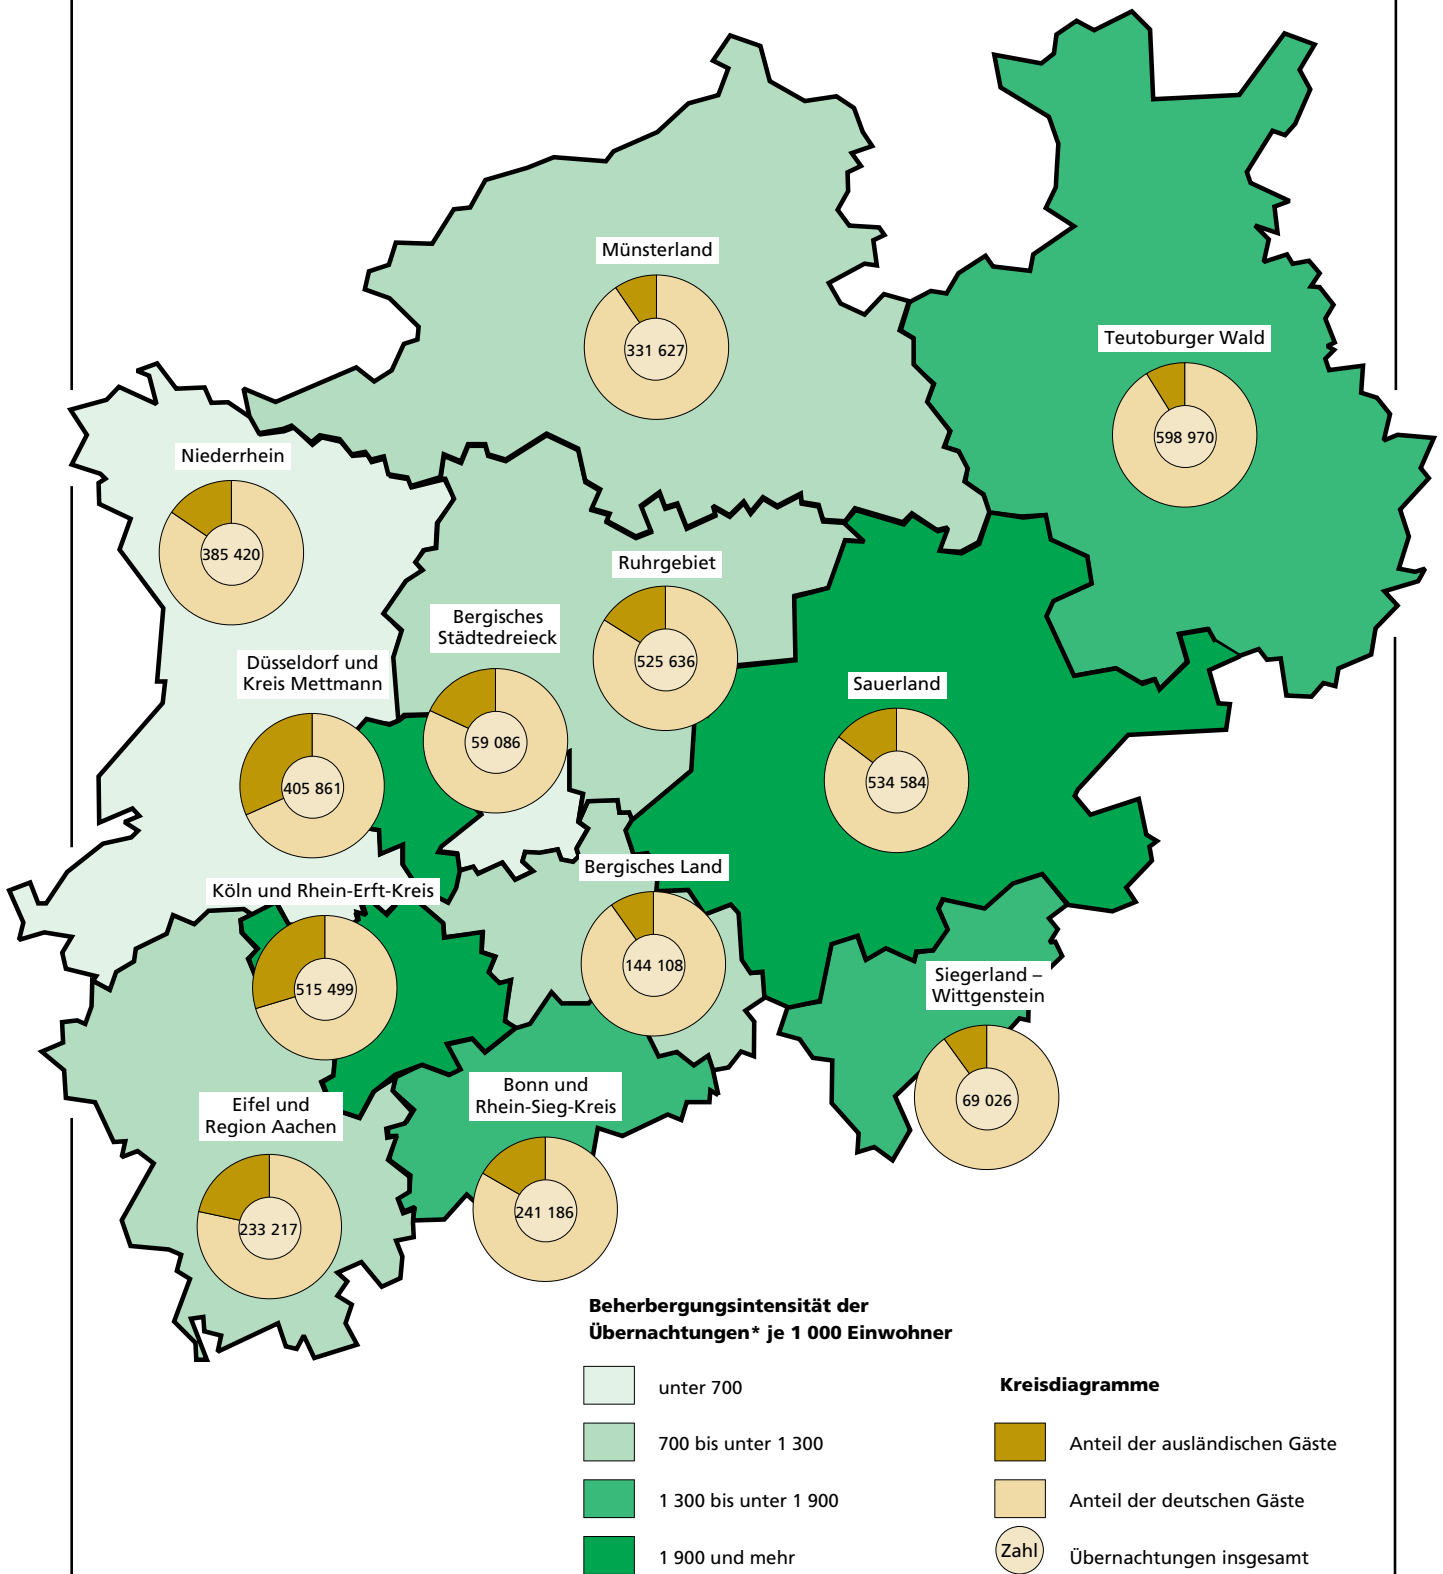 Münsterland
331 627
Teutoburger Wald
598 970
Niederrhein
385 420
Ruhrgebiet
525 636
Bergisches
Städtedreieck
59 086
Düsseldorf und
Kreis Mettmann
405 861
Sauerland
534 584
Bergisches Land
144 108
Köln und Rhein-Erft-Kreis
515 499
Siegerland –
Wittgenstein
69 026
Bonn und
Rhein-Sieg-Kreis
241 186
Eifel und
Region Aachen
233 217
Beherbergungsintensität der
Übernachtungen* je 1 000 Einwohner
unter 700
700 bis unter 1 300
1 300 bis unter 1 900
1 900 und mehr
Kreisdiagramme
Anteil der ausländischen Gäste
Anteil der deutschen Gäste
Zahl Übernachtungen insgesamt